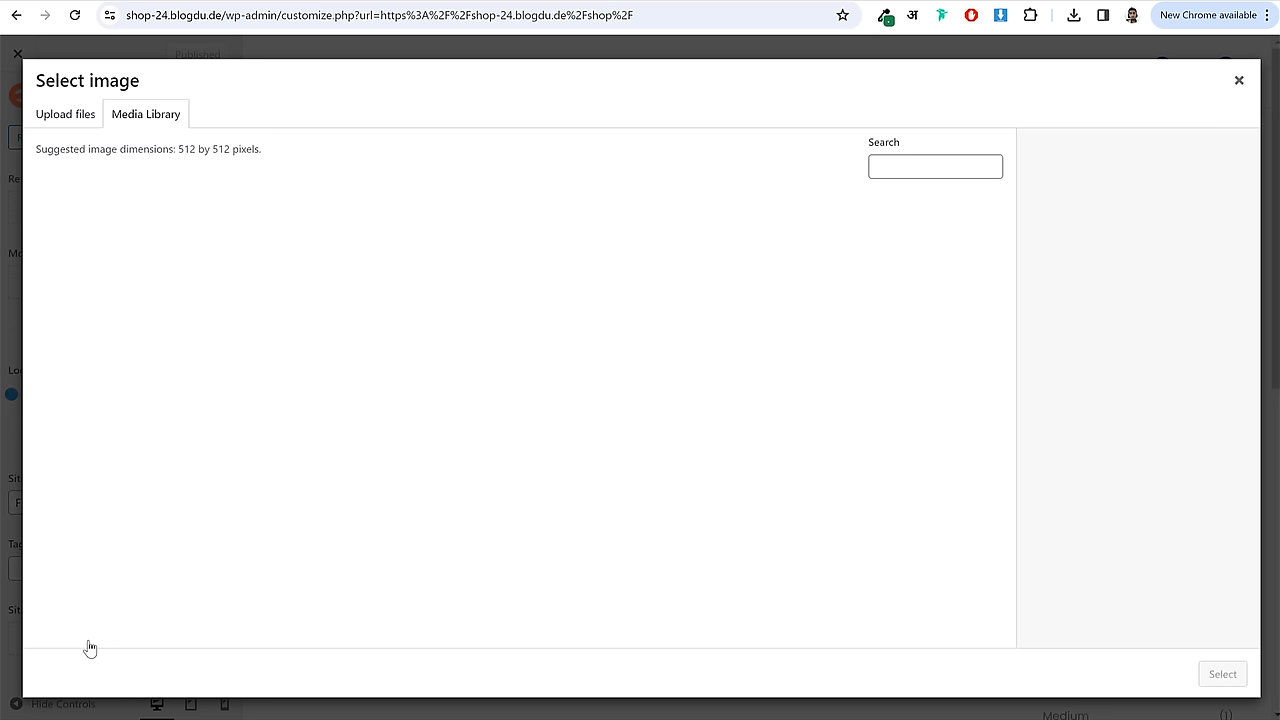 shop-24.blogdu.de/wp-admin/customize.php?url=https%3A%2F%2Fshop-24.blogdu.de%2Fshop%2F
अ
New Chrome available
Published
Select image
Upload files
Media Library
Suggested image dimensions: 512 by 512 pixels.
Search
Select
Hide Controls
Medium